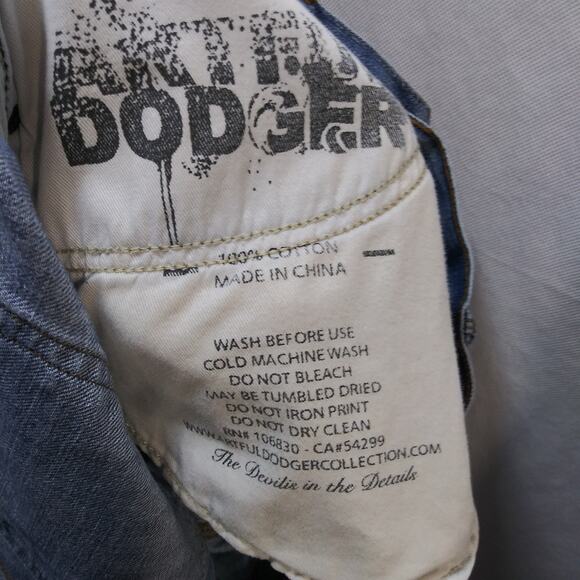 ARTFUL
DODGER
100% COTTON
MADE IN CHINA
WASH BEFORE USE
COLD MACHINE WASH
DO NOT BLEACH
MAY BE TUMBLED DRIED
DO NOT IRON PRINT
DO NOT DRY CLEAN
RN# 106830 - CA#54299
WWW.ARTFULDODGERCOLLECTION.COM
The Devilis in the Details